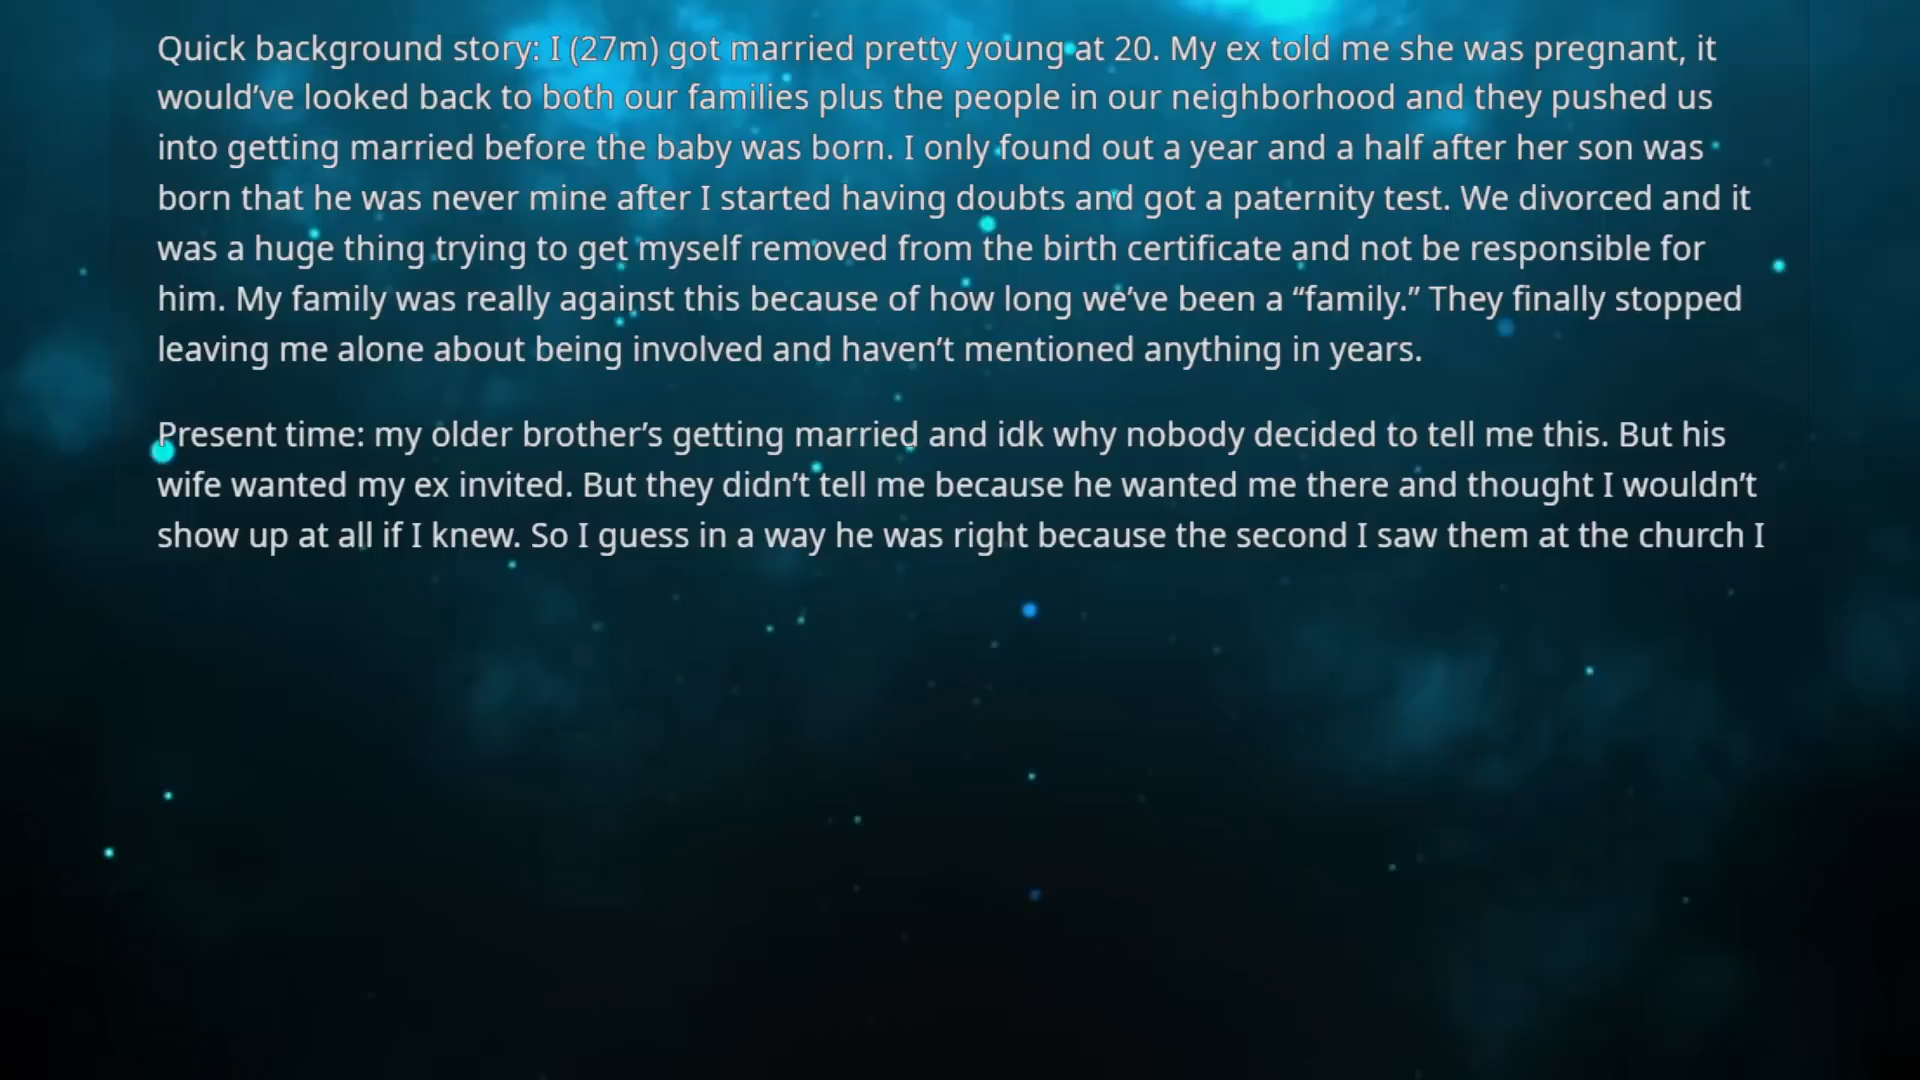 Quick background story: I (27m) got married pretty young at 20. My ex told me she was pregnant, it
would’ve looked back to both our families plus the people in our neighborhood and they pushed us
into getting married before the baby was born. I only found out a year and a half after her son was
born that he was never mine after I started having doubts and got a paternity test. We divorced and it
was a huge thing trying to get myself removed from the birth certificate and not be responsible for
him. My family was really against this because of how long we’ve been a “family.” They finally stopped
leaving me alone about being involved and haven’t mentioned anything in years.
Present time: my older brother’s getting married and idk why nobody decided to tell me this. But his
wife wanted my ex invited. But they didn’t tell me because he wanted me there and thought I wouldn’t
show up at all if I knew. So I guess in a way he was right because the second I saw them at the church I